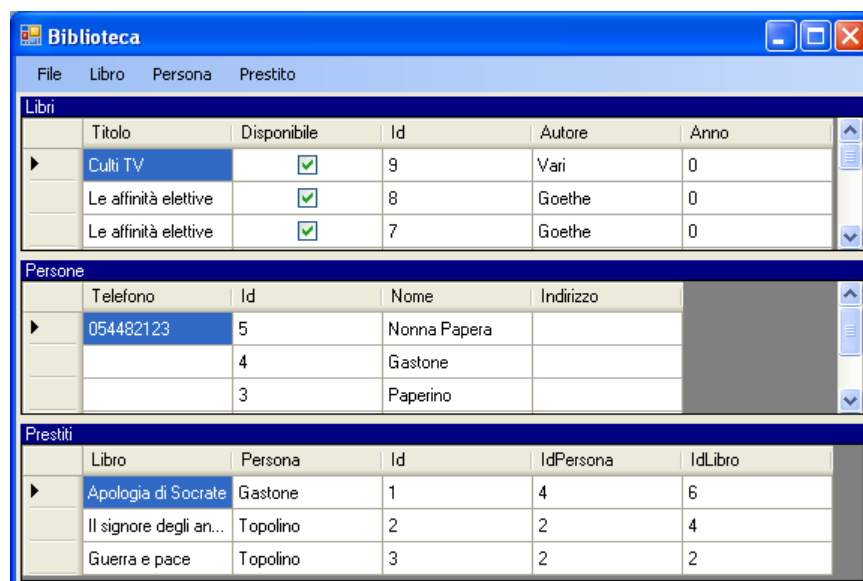 Biblioteca
File Libro Persona Prestito
Libri
Titolo Disponibile Id Autore Anno
Culti TV 9 Vari 0
Le affinità elettive 8 Goethe 0
Le affinità elettive 7 Goethe 0
Persone
Telefono Id Nome Indirizzo
054482123 5 Nonna Papera
4 Gastone
3 Paperino
Prestiti
Libro Persona Id IdPersona IdLibro
Apologia di Socrate Gastone 1 4 6
Il signore degli an... Topolino 2 2 4
Guerra e pace Topolino 3 2 2